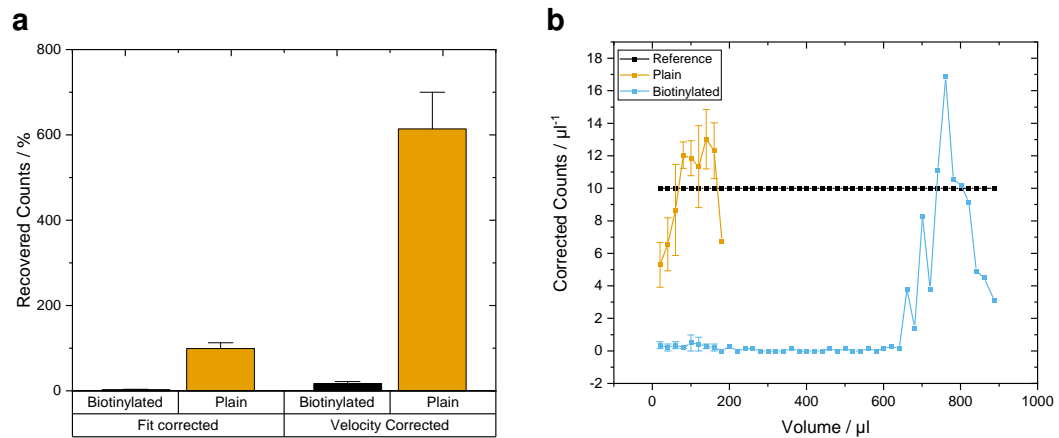 a
Recovered Counts / %
800
600
400
200
0
Biotinylated Plain Biotinylated Plain
Fit corrected Velocity Corrected
b
Corrected Counts / µl⁻¹
18
16
14
12
10
8
6
4
2
0
-2
Reference
Plain
Biotinylated
0 200 400 600 800 1000
Volume / µl